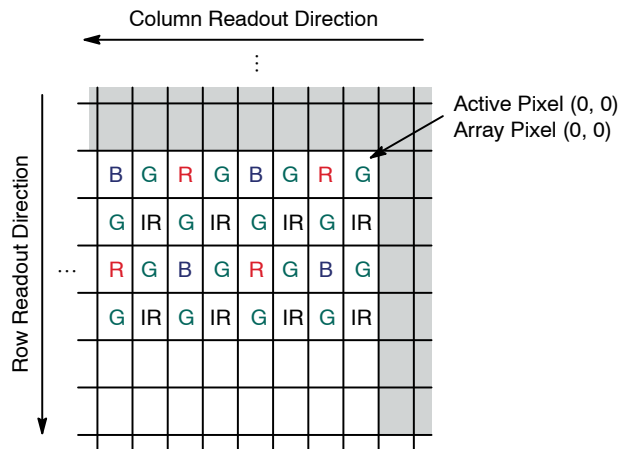 Column Readout Direction
⋮
Active Pixel (0, 0)
Array Pixel (0, 0)
Row Readout Direction
B G R G B G R G
G IR G IR G IR G IR
... R G B G R G B G
G IR G IR G IR G IR